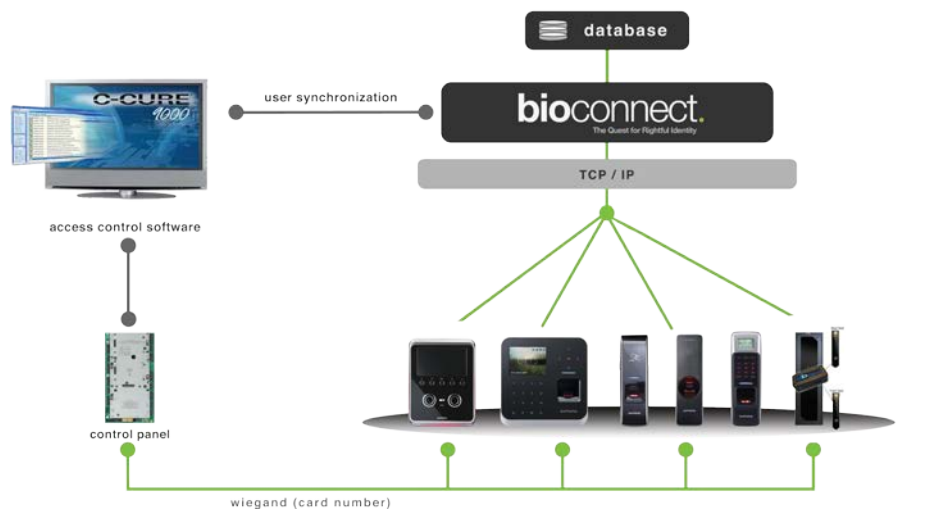 database
C-CURE
9000
user synchronization
bioconnect.
The Quest for Rightful Identity
TCP / IP
access control software
control panel
wiegand (card number)